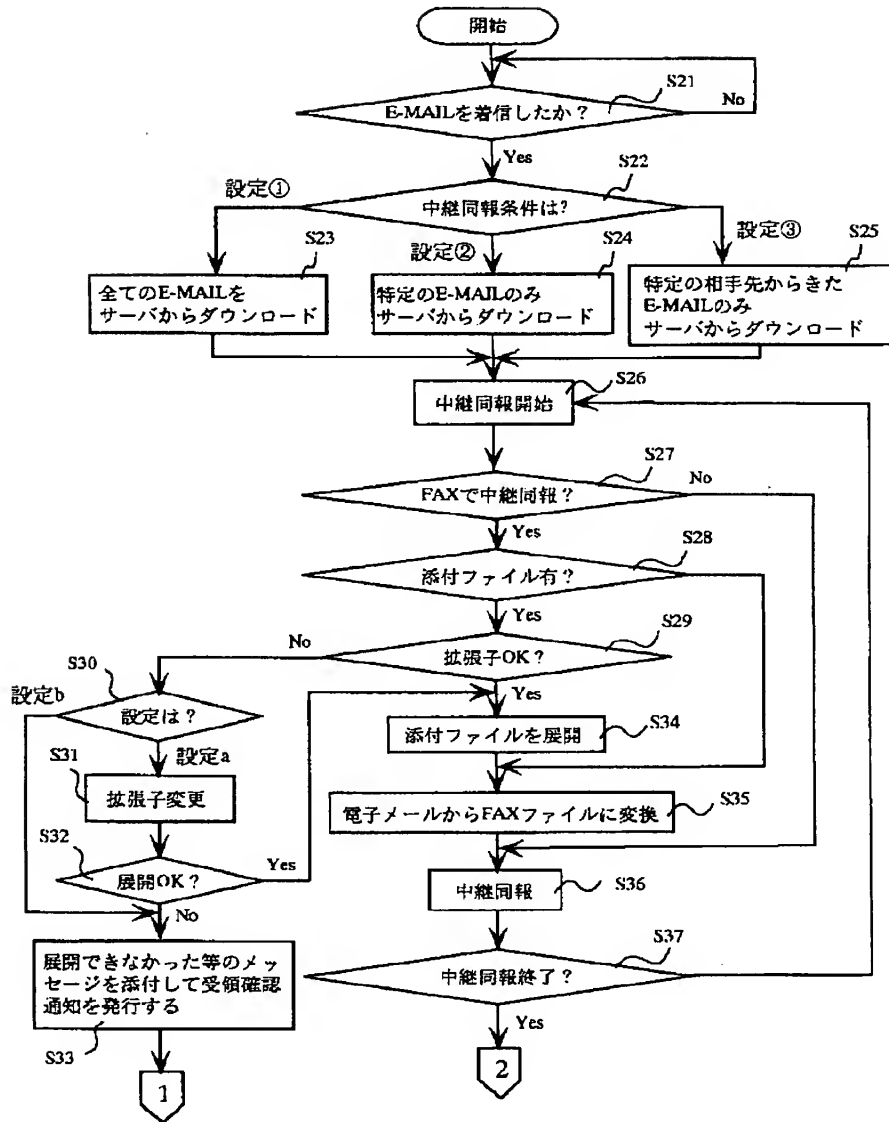 開始
S21
E-MAILを着信したか？
No
Yes
S22
設定①
中継同報条件は?
設定②
設定③
S23
S24
S25
全てのE-MAILを
サーバからダウンロード
特定のE-MAILのみ
サーバからダウンロード
特定の相手先からきた
E-MAILのみ
サーバからダウンロード
S26
中継同報開始
S27
FAXで中継同報？
No
Yes
S28
添付ファイル有？
Yes
S29
No
拡張子OK？
Yes
S30
設定b
設定は？
設定a
S34
添付ファイルを展開
S31
拡張子変更
S35
電子メールからFAXファイルに変換
S32
展開OK？
Yes
No
S36
中継同報
S37
中継同報終了？
Yes
展開できなかった等のメッ
セージを添付して受領確認
通知を発行する
S33
1
2